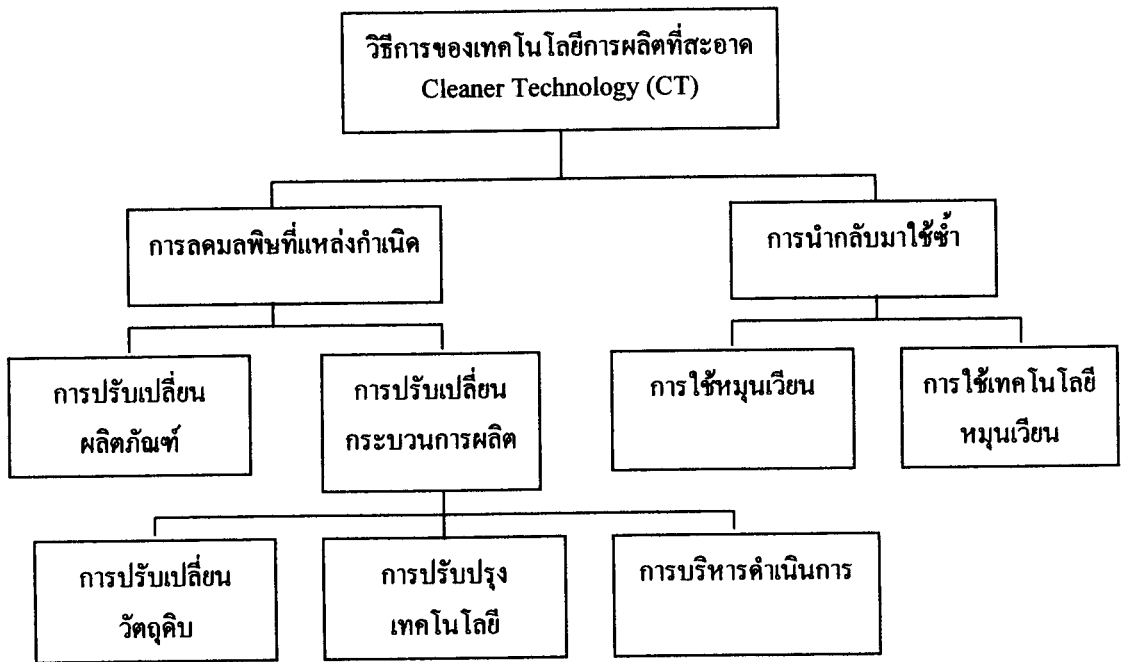 วิธีการของเทคโนโลยีการผลิตที่สะอาด
Cleaner Technology (CT)
การลดมลพิษที่แหล่งกำเนิด
การนำกลับมาใช้ซ้ำ
การปรับเปลี่ยน
ผลิตภัณฑ์
การปรับเปลี่ยน
กระบวนการผลิต
การใช้หมุนเวียน
การใช้เทคโนโลยี
หมุนเวียน
การปรับเปลี่ยน
วัตถุดิบ
การปรับปรุง
เทคโนโลยี
การบริหารดำเนินการ